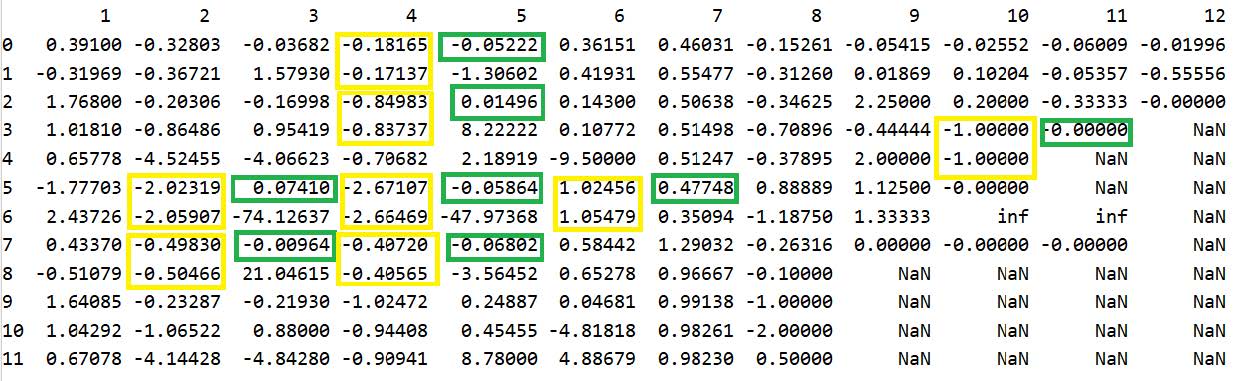 1 2 3 4 5 6 7 8 9 10 11 12
0 0.39100 -0.32803 -0.03682 -0.18165 -0.05222 0.36151 0.46031 -0.15261 -0.05415 -0.02552 -0.06009 -0.01996
1 -0.31969 -0.36721 1.57930 -0.17137 -1.30602 0.41931 0.55477 -0.31260 0.01869 0.10204 -0.05357 -0.55556
2 1.76800 -0.20306 -0.16998 -0.84983 0.01496 0.14300 0.50638 -0.34625 2.25000 0.20000 -0.33333 -0.00000
3 1.01810 -0.86486 0.95419 -0.83737 8.22222 0.10772 0.51498 -0.70896 -0.44444 -1.00000 -0.00000 NaN
4 0.65778 -4.52455 -4.06623 -0.70682 2.18919 -9.50000 0.51247 -0.37895 2.00000 -1.00000 NaN NaN
5 -1.77703 -2.02319 0.07410 -2.67107 -0.05864 1.02456 0.47748 0.88889 1.12500 -0.00000 NaN NaN
6 2.43726 -2.05907 -74.12637 -2.66469 -47.97368 1.05479 0.35094 -1.18750 1.33333 inf inf NaN
7 0.43370 -0.49830 -0.00964 -0.40720 -0.06802 0.58442 1.29032 -0.26316 0.00000 -0.00000 -0.00000 NaN
8 -0.51079 -0.50466 21.04615 -0.40565 -3.56452 0.65278 0.96667 -0.10000 NaN NaN NaN NaN
9 1.64085 -0.23287 -0.21930 -1.02472 0.24887 0.04681 0.99138 -1.00000 NaN NaN NaN NaN
10 1.04292 -1.06522 0.88000 -0.94408 0.45455 -4.81818 0.98261 -2.00000 NaN NaN NaN NaN
11 0.67078 -4.14428 -4.84280 -0.90941 8.78000 4.88679 0.98230 0.50000 NaN NaN NaN NaN